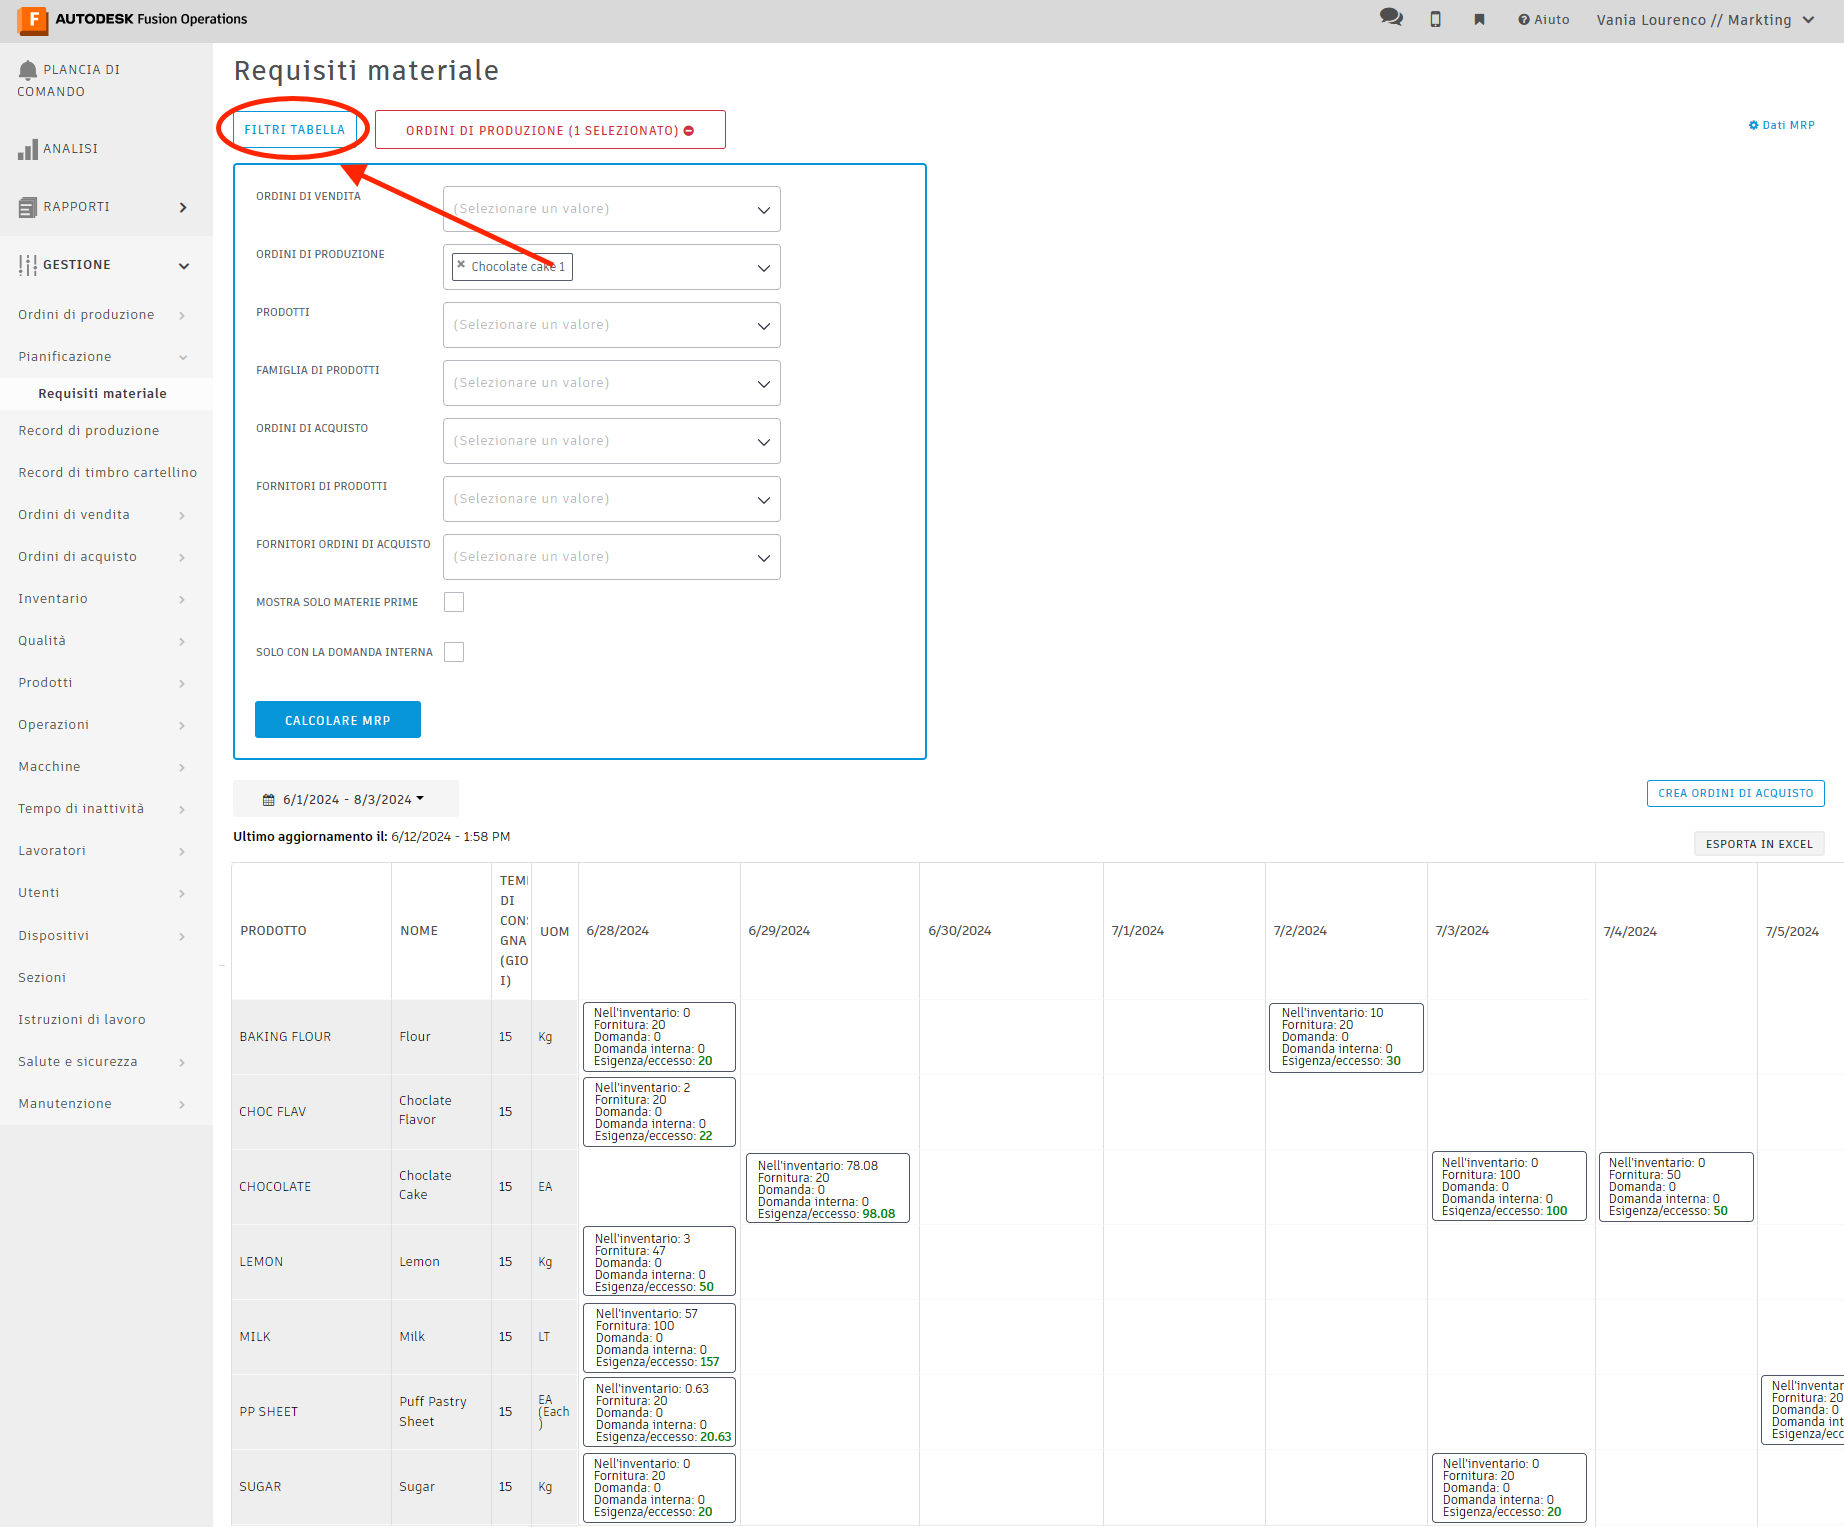 AUTODESK Fusion Operations
Aiuto
Vania Lourenco // Markting
PLANCIA DI
COMANDO
ANALISI
RAPPORTI
GESTIONE
Ordini di produzione
Pianificazione
Requisiti materiale
Record di produzione
Record di timbro cartellino
Ordini di vendita
Ordini di acquisto
Inventario
Qualità
Prodotti
Operazioni
Macchine
Tempo di inattività
Lavoratori
Utenti
Dispositivi
Sezioni
Istruzioni di lavoro
Salute e sicurezza
Manutenzione
Requisiti materiale
FILTRI TABELLA
ORDINI DI PRODUZIONE (1 SELEZIONATO)
Dati MRP
ORDINI DI VENDITA
(Selezionare un valore)
ORDINI DI PRODUZIONE
Chocolate cake 1
PRODOTTI
(Selezionare un valore)
FAMIGLIA DI PRODOTTI
(Selezionare un valore)
ORDINI DI ACQUISTO
(Selezionare un valore)
FORNITORI DI PRODOTTI
(Selezionare un valore)
FORNITORI ORDINI DI ACQUISTO
(Selezionare un valore)
MOSTRA SOLO MATERIE PRIME
SOLO CON LA DOMANDA INTERNA
CALCOLARE MRP
6/1/2024 - 8/3/2024
CREA ORDINI DI ACQUISTO
Ultimo aggiornamento il: 6/12/2024 - 1:58 PM
ESPORTA IN EXCEL
PRODOTTO
NOME
TEM
DI
CON
GNA
(GIO
I)
UOM
6/28/2024
6/29/2024
6/30/2024
7/1/2024
7/2/2024
7/3/2024
7/4/2024
7/5/2024
BAKING FLOUR
Flour
15
Kg
Nell'inventario: 0
Fornitura: 20
Domanda: 0
Domanda interna: 0
Esigenza/eccesso: 20
Nell'inventario: 10
Fornitura: 20
Domanda: 0
Domanda interna: 0
Esigenza/eccesso: 30
CHOC FLAV
Choclate
Flavor
15
Nell'inventario: 2
Fornitura: 20
Domanda: 0
Domanda interna: 0
Esigenza/eccesso: 22
CHOCOLATE
Choclate
Cake
15
EA
Nell'inventario: 78.08
Fornitura: 20
Domanda: 0
Domanda interna: 0
Esigenza/eccesso: 98.08
Nell'inventario: 0
Fornitura: 100
Domanda: 0
Domanda interna: 0
Esigenza/eccesso: 100
Nell'inventario: 0
Fornitura: 50
Domanda: 0
Domanda interna: 0
Esigenza/eccesso: 50
LEMON
Lemon
15
Kg
Nell'inventario: 3
Fornitura: 47
Domanda: 0
Domanda interna: 0
Esigenza/eccesso: 50
MILK
Milk
15
LT
Nell'inventario: 57
Fornitura: 100
Domanda: 0
Domanda interna: 0
Esigenza/eccesso: 157
PP SHEET
Puff Pastry
Sheet
15
EA
(Each
)
Nell'inventario: 0.63
Fornitura: 20
Domanda: 0
Domanda interna: 0
Esigenza/eccesso: 20.63
Nell'inventar
Fornitura: 20
Domanda: 0
Domanda int
Esigenza/ecc
SUGAR
Sugar
15
Kg
Nell'inventario: 0
Fornitura: 20
Domanda: 0
Domanda interna: 0
Esigenza/eccesso: 20
Nell'inventario: 0
Fornitura: 20
Domanda: 0
Domanda interna: 0
Esigenza/eccesso: 20